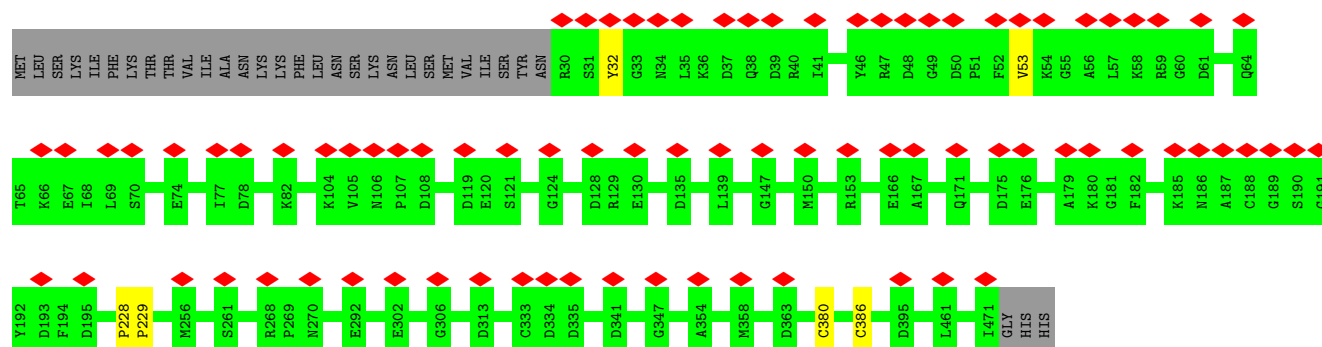 MET LEU SER LYS ILE PHE LYS THR THR VAL ILE ALA ASN LYS LYS PHE LEU ASN SER LYS ASN LEU SER MET VAL ILE SER TYR ASN R30 S31 Y32 G33 N34 L35 K36 D37 Q38 D39 R40 I41 Y46 R47 D48 G49 D50 P51 F52 V53 K54 G55 A56 L57 K58 R59 G60 D61 Q64
T65 K66 E67 I68 L69 S70 E74 I77 D78 K82 K104 V105 N106 P107 D108 D119 E120 S121 G124 D128 R129 E130 D135 L139 G147 M150 R153 E166 A167 Q171 D175 E176 A179 K180 G181 F182 K185 N186 A187 C188 G189 S190 G191
Y192 D193 F194 D195 P228 P229 M256 S261 R268 P269 N270 E292 E302 G306 D313 C333 D334 D335 D341 G347 A354 M358 D363 C380 C386 D395 L461 I471 GLY HIS HIS